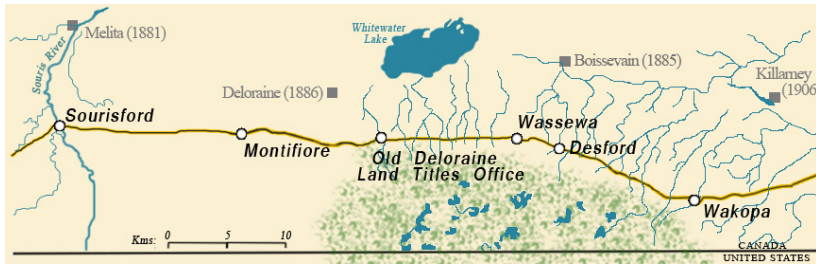 Melita (1881)
Whitewater
Lake
Souris River
Boissevain (1885)
Killarney
(1906)
Deloraine (1886)
Sourisford
Montifiore
Wassewa
Desford
Old Deloraine
Land Titles Office
Wakopa
Kms: 0 5 10
CANADA
UNITED STATES